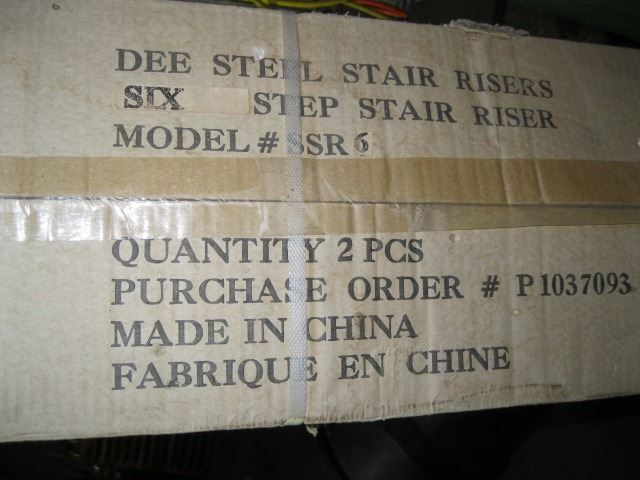 DEE STEEL STAIR RISERS
SIX STEP STAIR RISER
MODEL # SSR 6
QUANTITY 2 PCS
PURCHASE ORDER # P 1037093
MADE IN CHINA
FABRIQUE EN CHINE